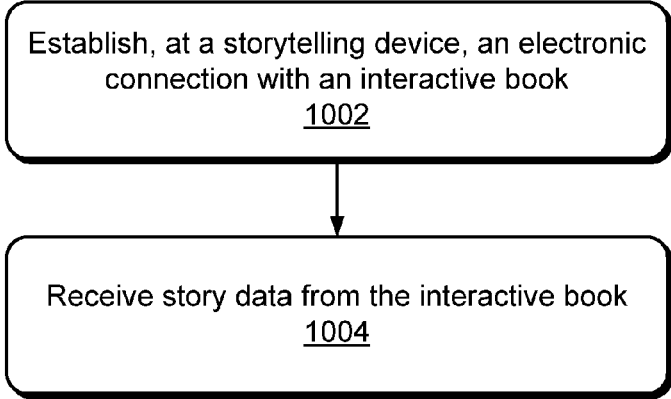 Establish, at a storytelling device, an electronic
connection with an interactive book
1002
Receive story data from the interactive book
1004